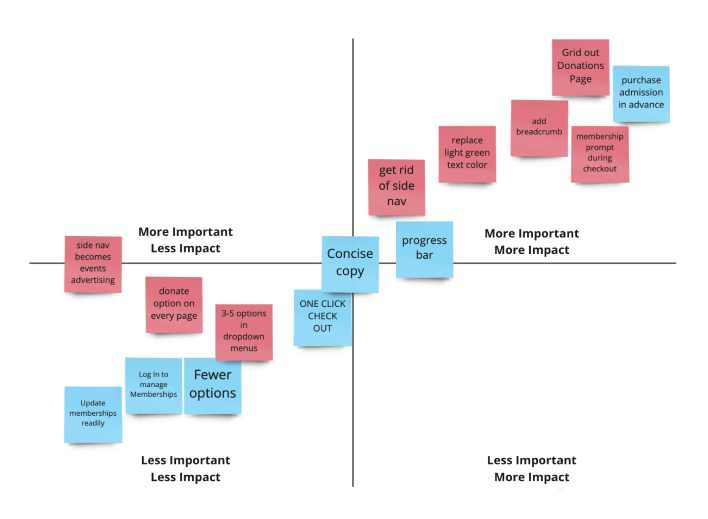 Grid out
Donations
Page
purchase
admission
in advance
add
breadcrumb
membership
prompt
during
checkout
replace
light green
text color
get rid
of side
nav
More Important
Less Impact
More Important
More Impact
side nav
becomes
events
advertising
Concise
copy
progress
bar
donate
option on
every page
3-5 options
in
dropdown
menus
ONE CLICK
CHECK
OUT
Update
memberships
readily
Log In to
manage
Memberships
Fewer
options
Less Important
Less Impact
Less Important
More Impact